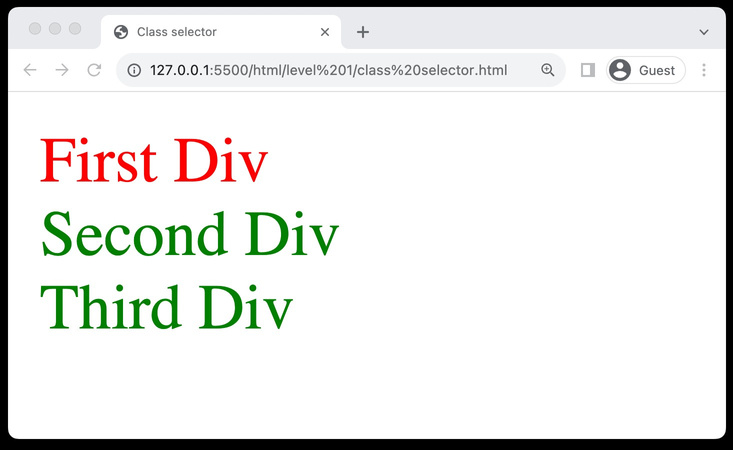 Class selector
127.0.0.1:5500/html/level%201/class%20selector.html
Guest
First Div
Second Div
Third Div